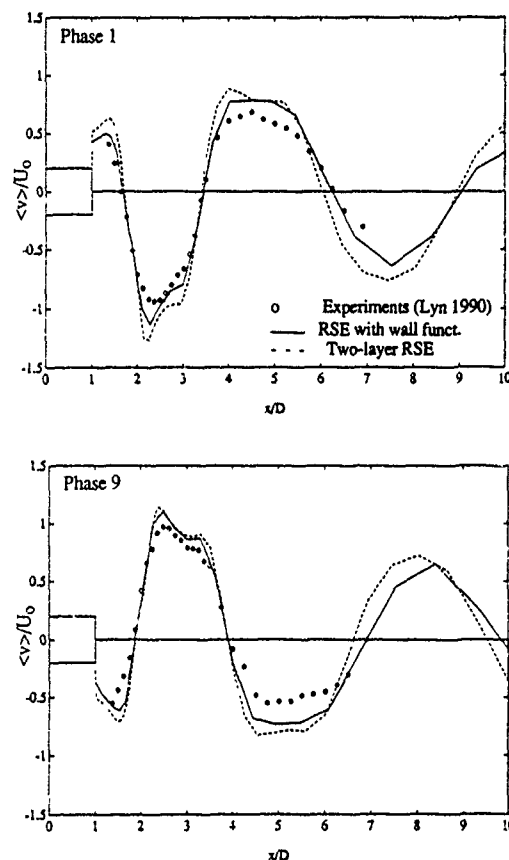 Phase 1
1.5
1
0.5
0
-0.5
-1
-1.5
<v>/U₀
Experiments (Lyn 1990)
RSE with wall funct.
Two-layer RSE
0 1 2 3 4 5 6 7 8 9 10
x/D
Phase 9
1.5
1
0.5
0
-0.5
-1
-1.5
<v>/U₀
0 1 2 3 4 5 6 7 8 9 10
x/D